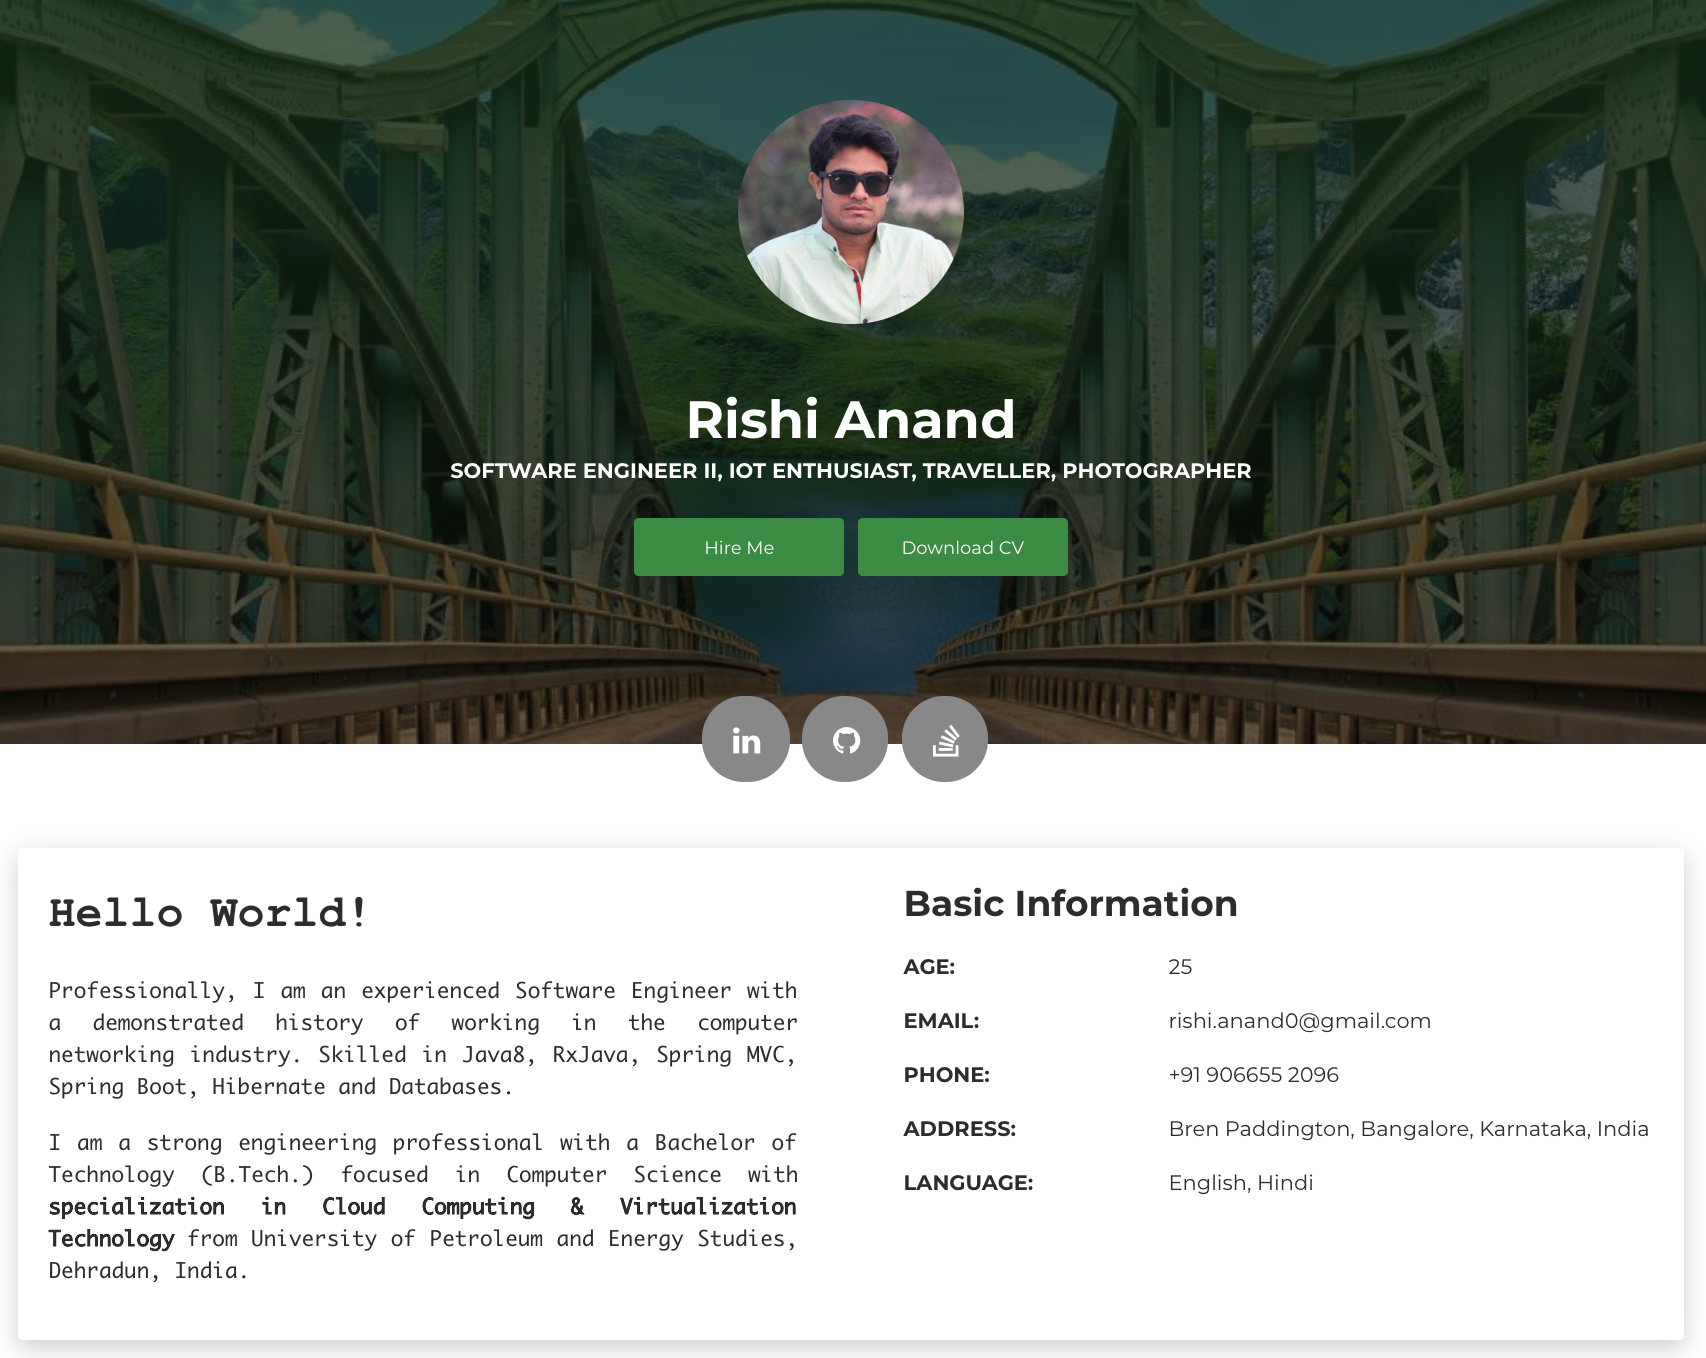 Rishi Anand
SOFTWARE ENGINEER II, IOT ENTHUSIAST, TRAVELLER, PHOTOGRAPHER
Hire Me
Download CV
in
Hello World!
Professionally, I am an experienced Software Engineer with
a demonstrated history of working in the computer
networking industry. Skilled in Java8, RxJava, Spring MVC,
Spring Boot, Hibernate and Databases.
I am a strong engineering professional with a Bachelor of
Technology (B.Tech.) focused in Computer Science with
specialization in Cloud Computing & Virtualization
Technology from University of Petroleum and Energy Studies,
Dehradun, India.
Basic Information
AGE: 25
EMAIL: rishi.anand0@gmail.com
PHONE: +91 906655 2096
ADDRESS: Bren Paddington, Bangalore, Karnataka, India
LANGUAGE: English, Hindi